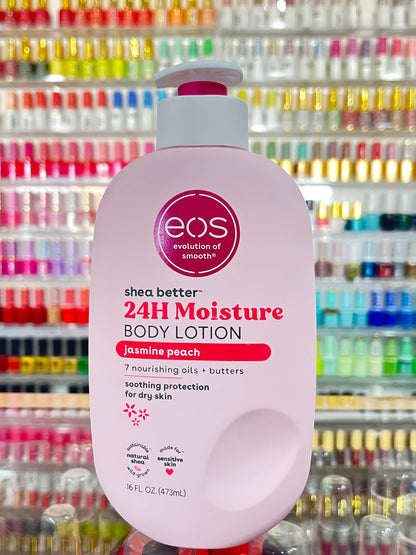 eos
evolution of
smooth®
shea better™
24H Moisture
BODY LOTION
jasmine peach
7 nourishing oils + butters
soothing protection
for dry skin
sustainable
natural
shea
made for
sensitive
skin
16 FL. OZ. (473mL)